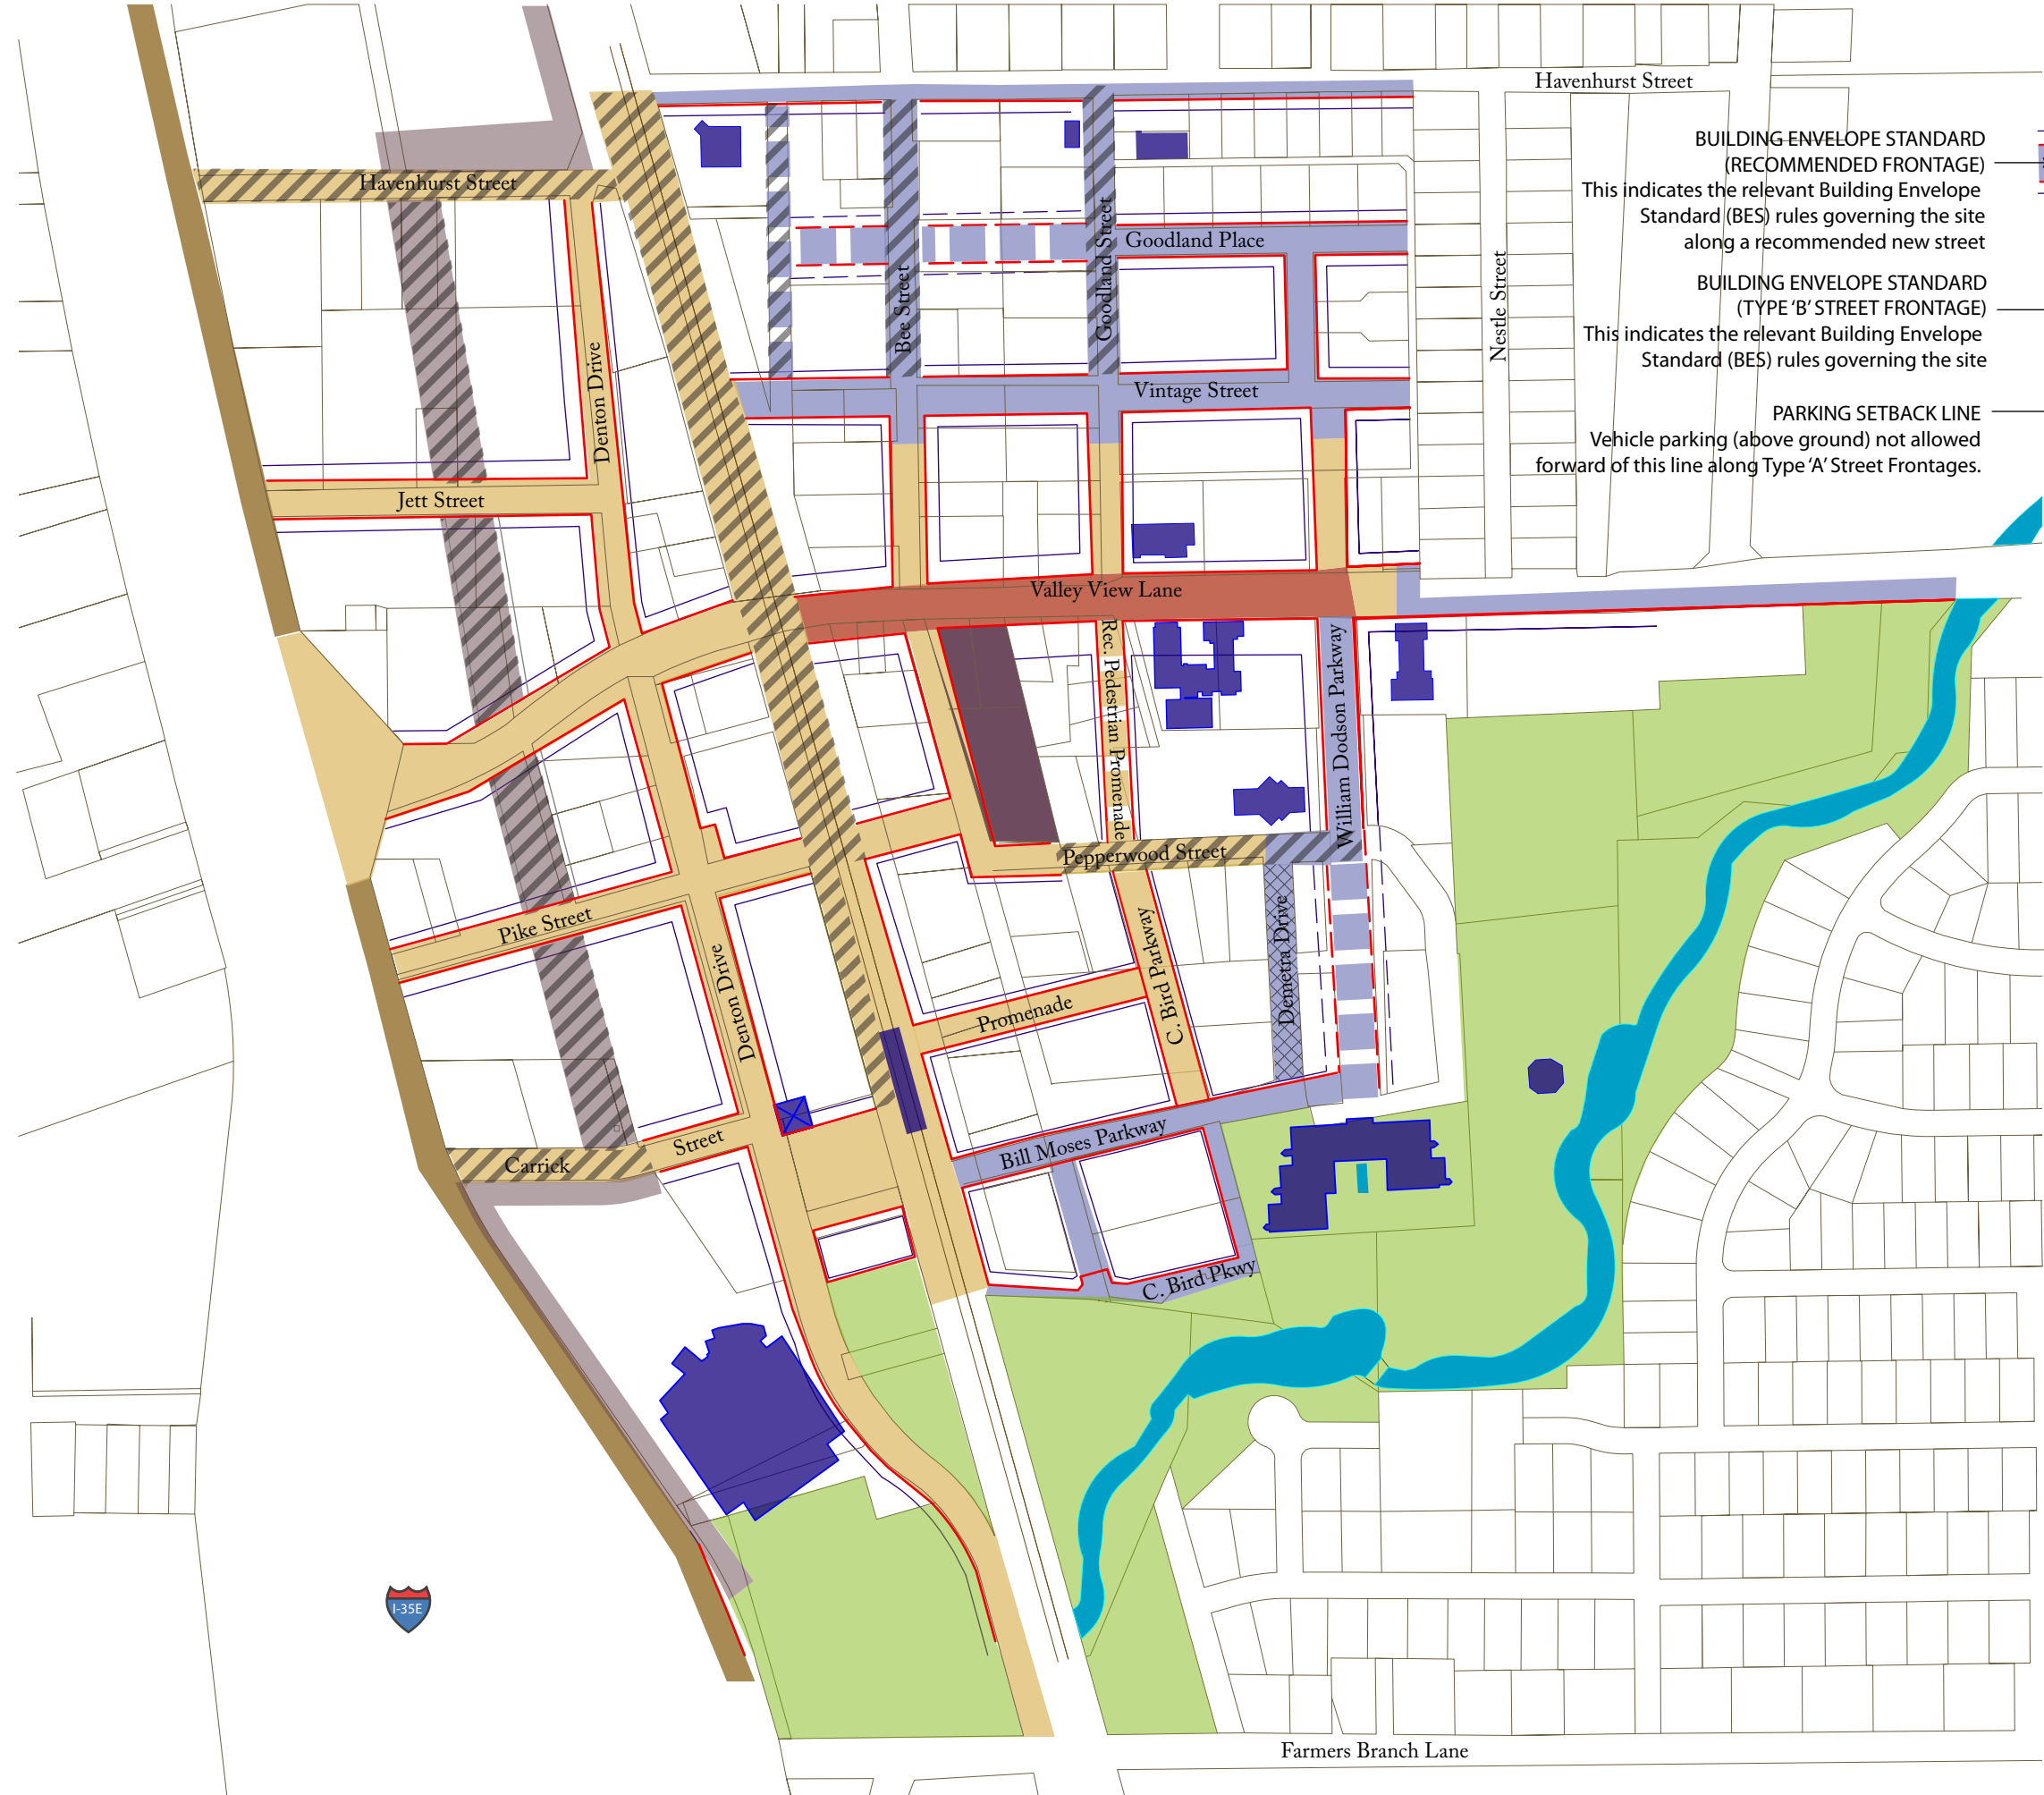 Havenhurst Street
BUILDING ENVELOPE STANDARD
(RECOMMENDED FRONTAGE)
This indicates the relevant Building Envelope
Standard (BES) rules governing the site
along a recommended new street
BUILDING ENVELOPE STANDARD
(TYPE ‘B’ STREET FRONTAGE)
This indicates the relevant Building Envelope
Standard (BES) rules governing the site
PARKING SETBACK LINE
Vehicle parking (above ground) not allowed
forward of this line along Type ‘A’ Street Frontages.
Havenhurst Street
Goodland Place
Goodland Street
Bee Street
Nestle Street
Denton Drive
Vintage Street
Jett Street
Valley View Lane
Rec. Pedestrian Promenade
William Dodson Parkway
Pepperwood Street
Pike Street
Denton Drive
Demetra Drive
C. Bird Parkway
Promenade
Bill Moses Parkway
Street
Carrick
C. Bird Pkwy
I-35E
Farmers Branch Lane